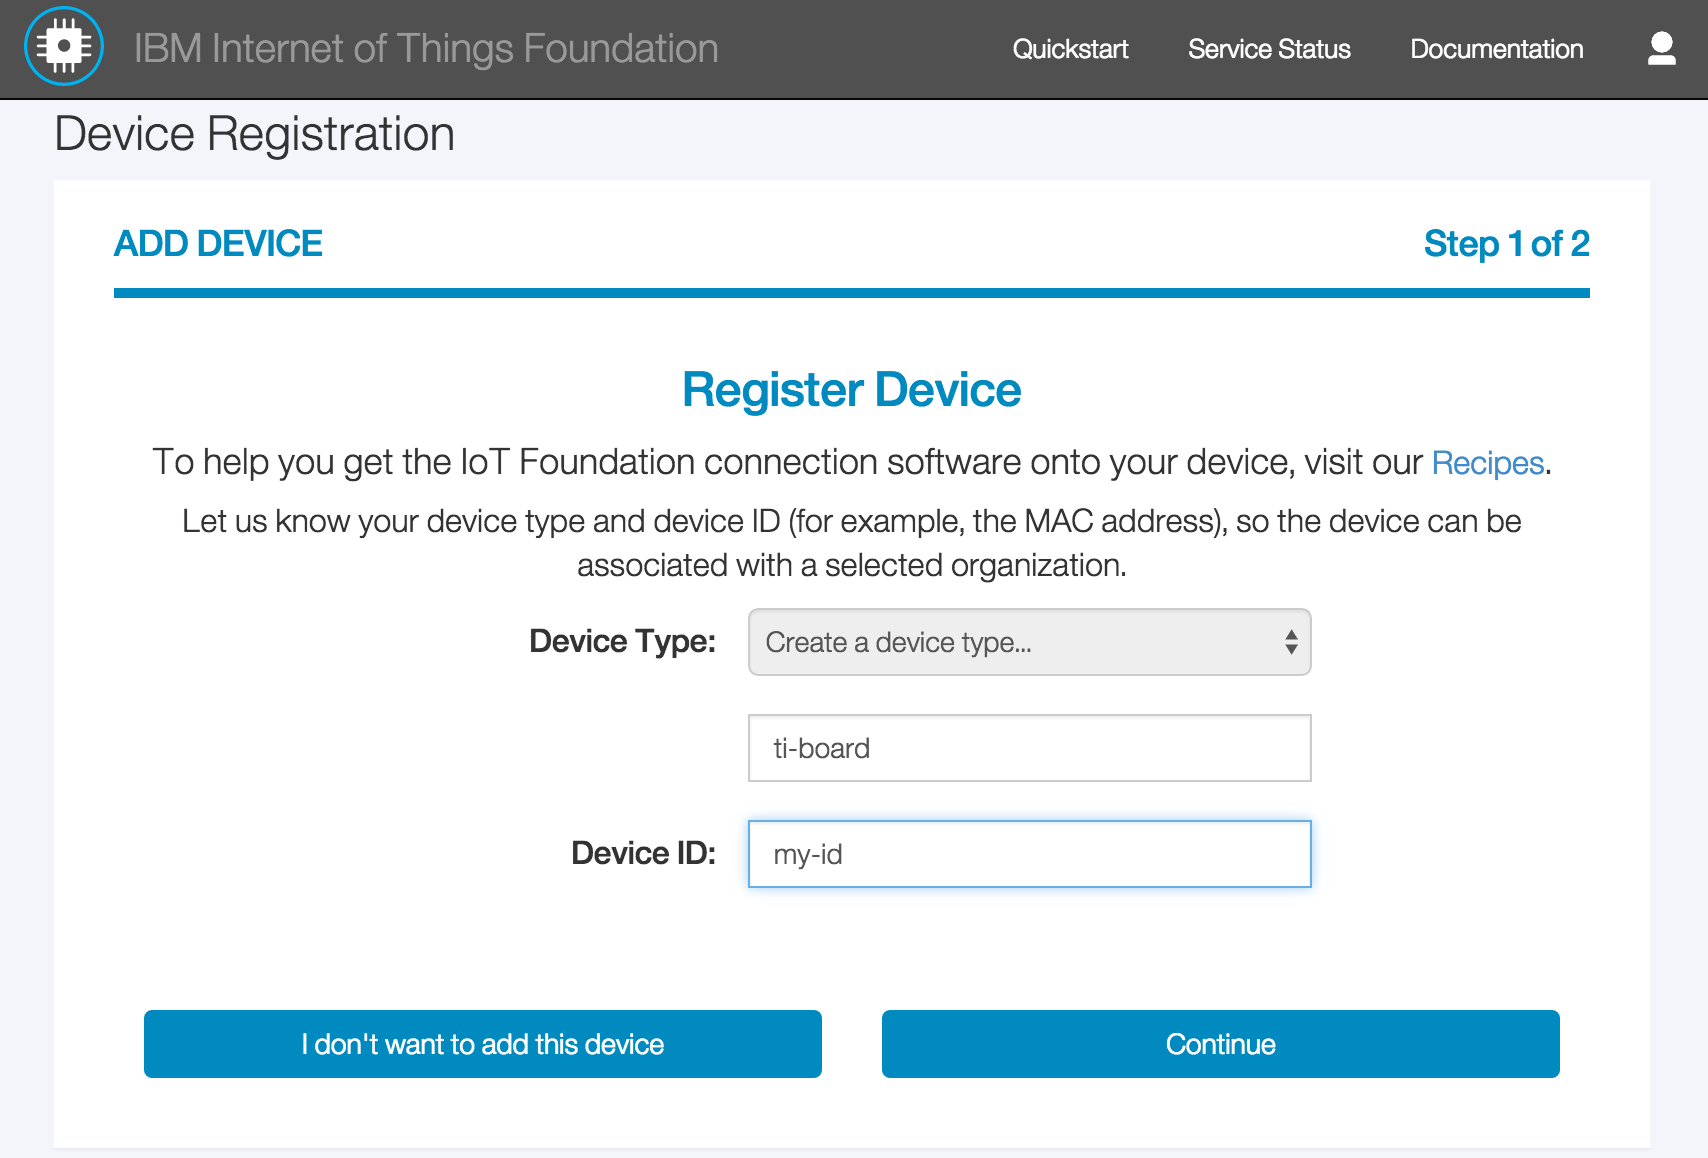 IBM Internet of Things Foundation
Quickstart
Service Status
Documentation
Device Registration
ADD DEVICE
Step 1 of 2
Register Device
To help you get the IoT Foundation connection software onto your device, visit our Recipes.
Let us know your device type and device ID (for example, the MAC address), so the device can be
associated with a selected organization.
Device Type:
Create a device type...
ti-board
Device ID:
my-id
I don't want to add this device
Continue